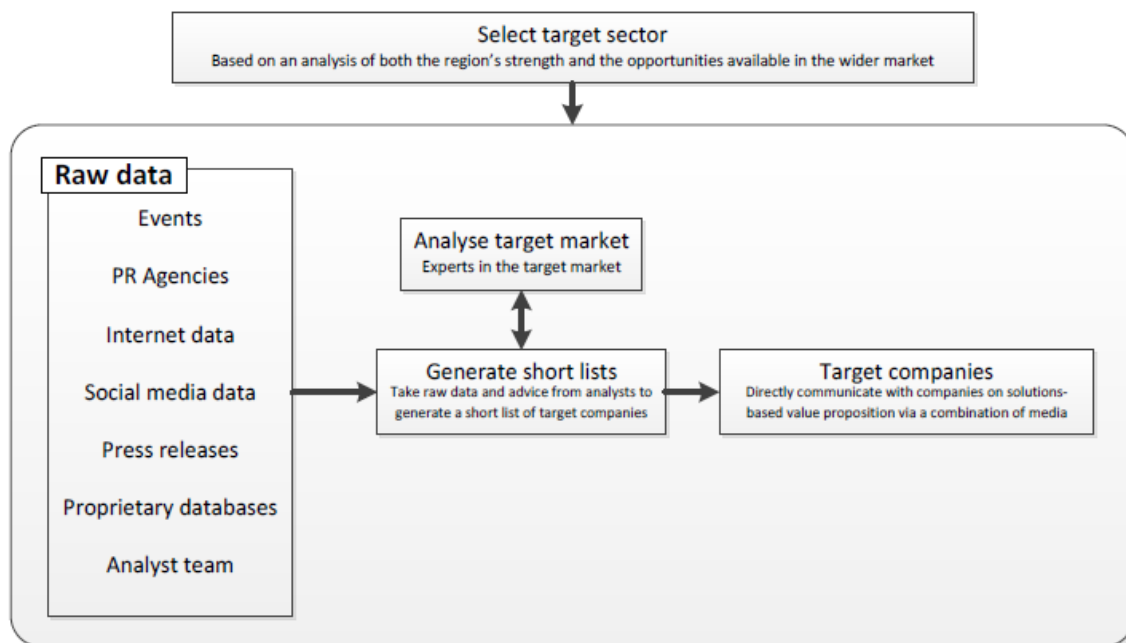 Select target sector
Based on an analysis of both the region's strength and the opportunities available in the wider market
Raw data
Events
PR Agencies
Internet data
Social media data
Press releases
Proprietary databases
Analyst team
Analyse target market
Experts in the target market
Generate short lists
Take raw data and advice from analysts to
generate a short list of target companies
Target companies
Directly communicate with companies on solutions-
based value proposition via a combination of media